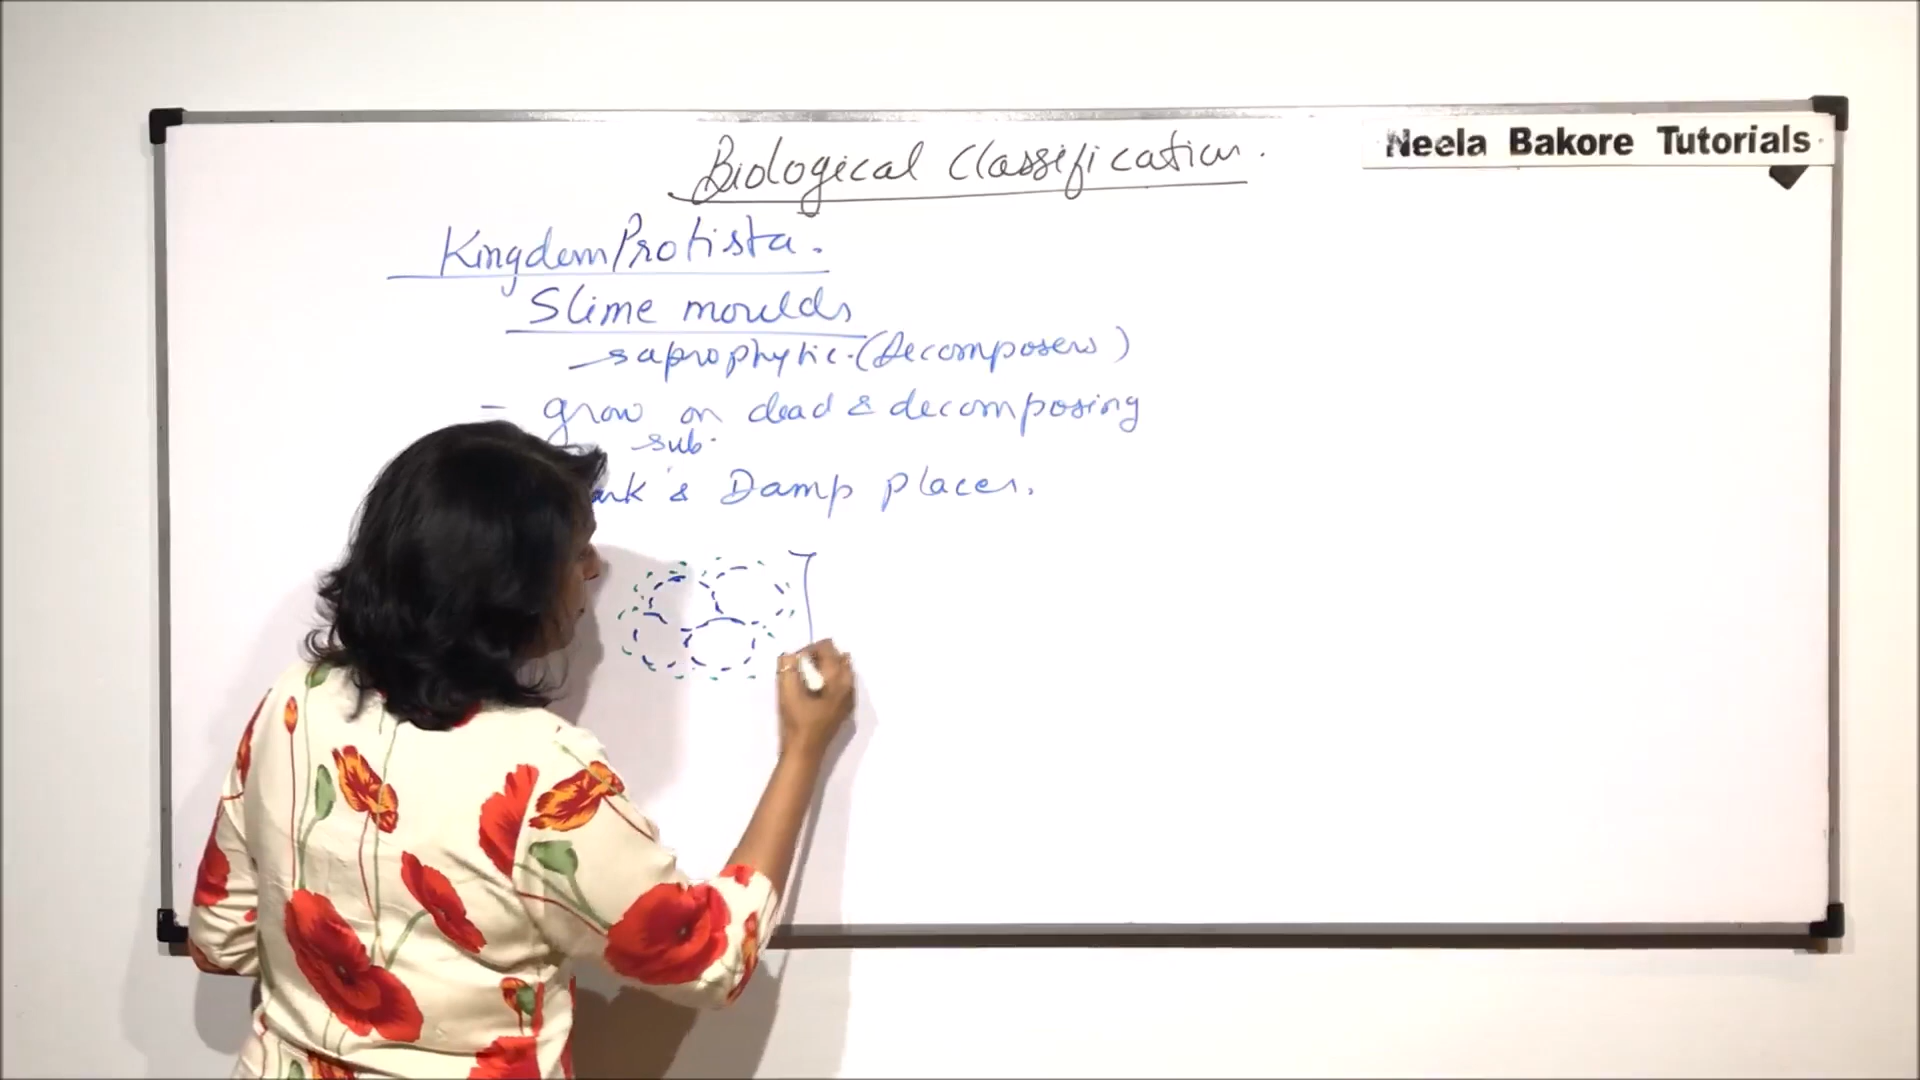 Neela Bakore Tutorials
Biological Classification.
Kingdom Protista.
Slime moulds
saprophytic. (Decomposers)
- grow on dead & decomposing
sub.
& Damp places.